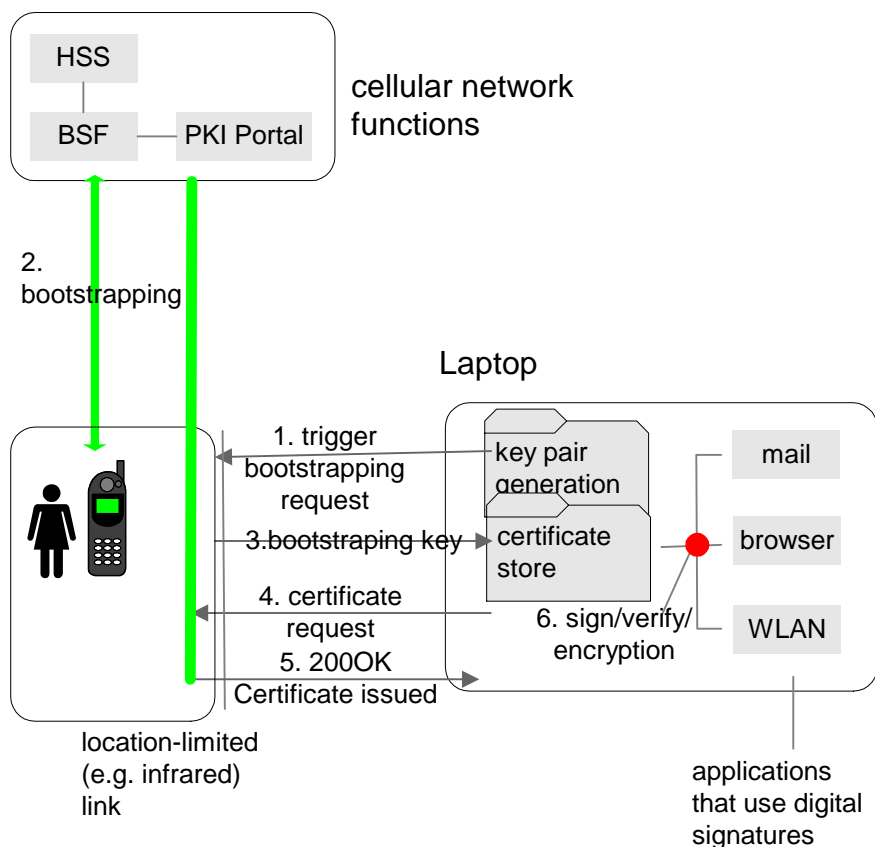 HSS
BSF
PKI Portal
cellular network
functions
2.
bootstrapping
Laptop
1. trigger
bootstrapping
request
key pair
generation
mail
3.bootstraping key
certificate
store
browser
4. certificate
request
6. sign/verify/
encryption
WLAN
5. 200OK
Certificate issued
location-limited
(e.g. infrared)
link
applications
that use digital
signatures